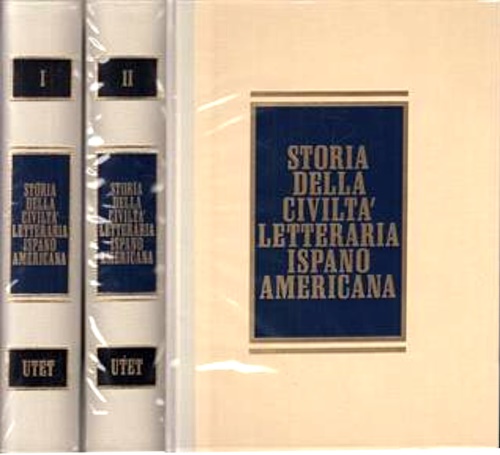 I
STORIA
DELLA
CIVILTA'
LETTERARIA
ISPANO
AMERICANA
UTET
II
STORIA
DELLA
CIVILTA'
LETTERARIA
ISPANO
AMERICANA
UTET
STORIA
DELLA
CIVILTA'
LETTERARIA
ISPANO
AMERICANA